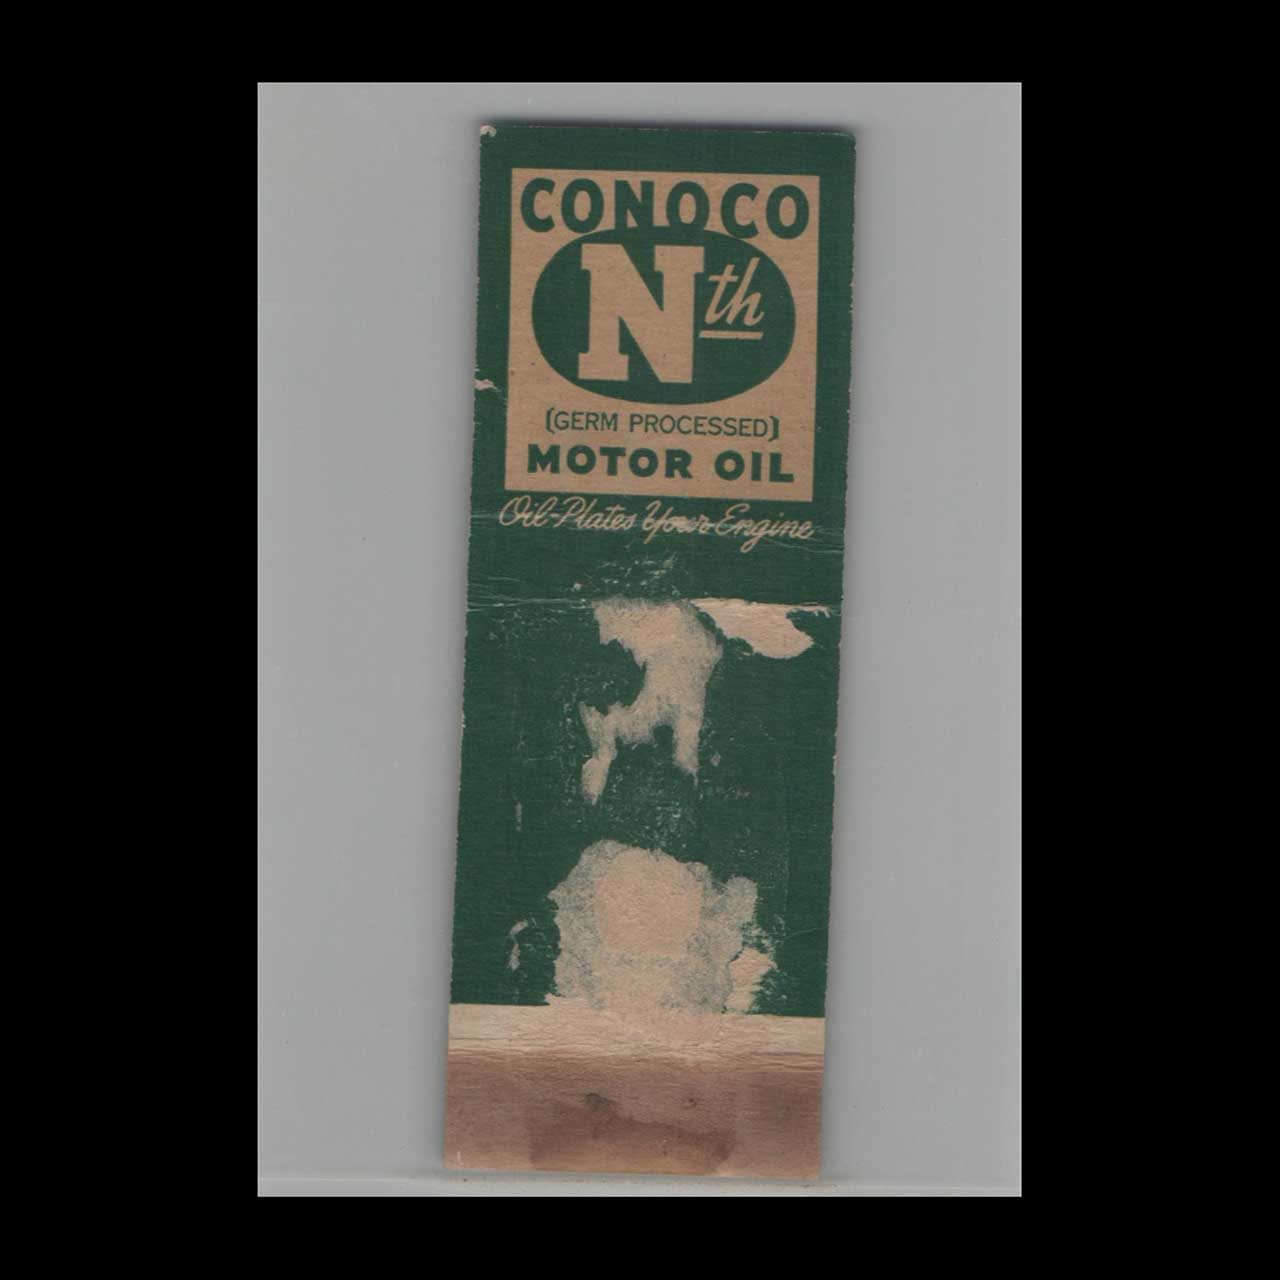 CONOCO
Nth
(GERM PROCESSED)
MOTOR OIL
Oil-Plates Your Engine